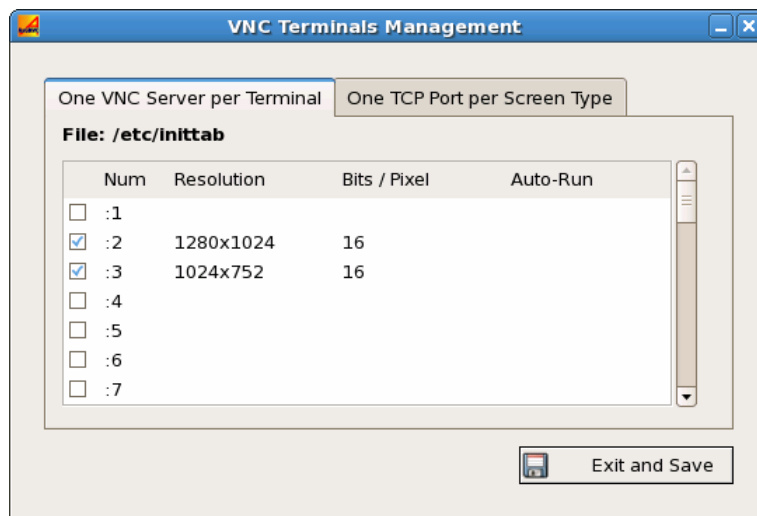 VNC Terminals Management
One VNC Server per Terminal One TCP Port per Screen Type
File: /etc/inittab
Num Resolution Bits / Pixel Auto-Run
:1
:2 1280x1024 16
:3 1024x752 16
:4
:5
:6
:7
Exit and Save